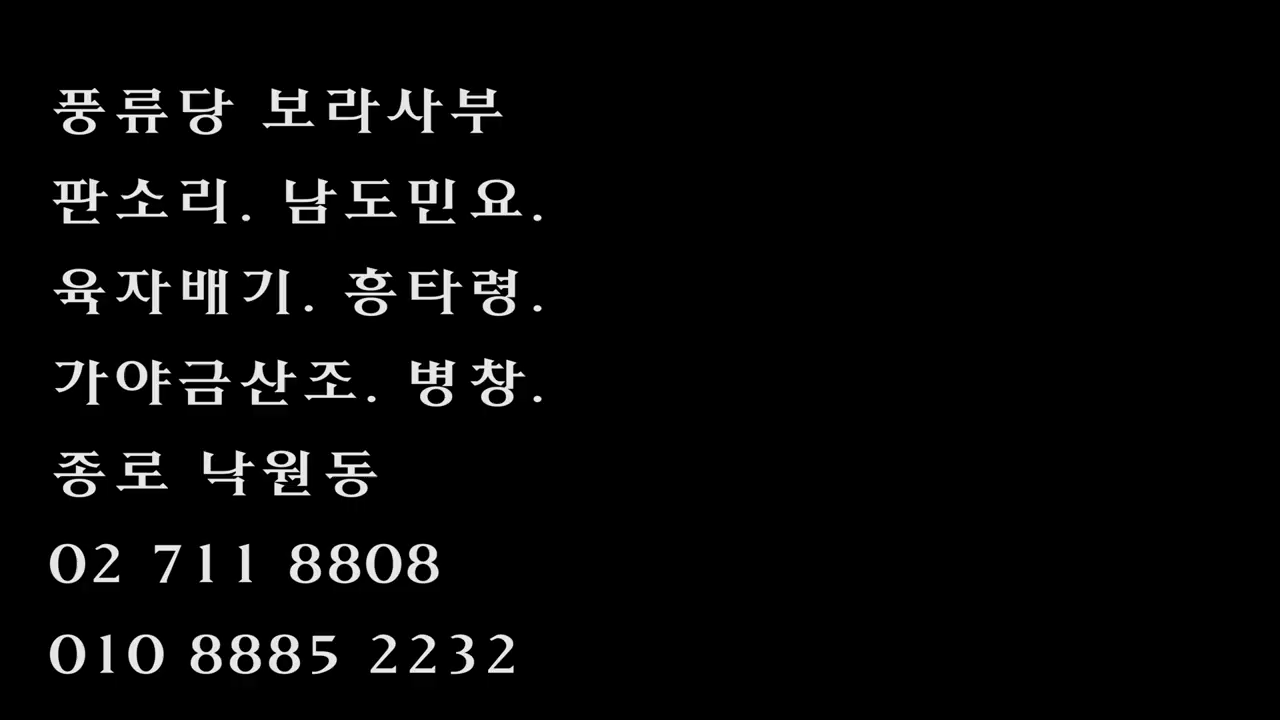 풍류당 보라사부
판소리. 남도민요.
육자배기. 흥타령.
가야금산조. 병창.
종로 낙원동
02 711 8808
010 8885 2232